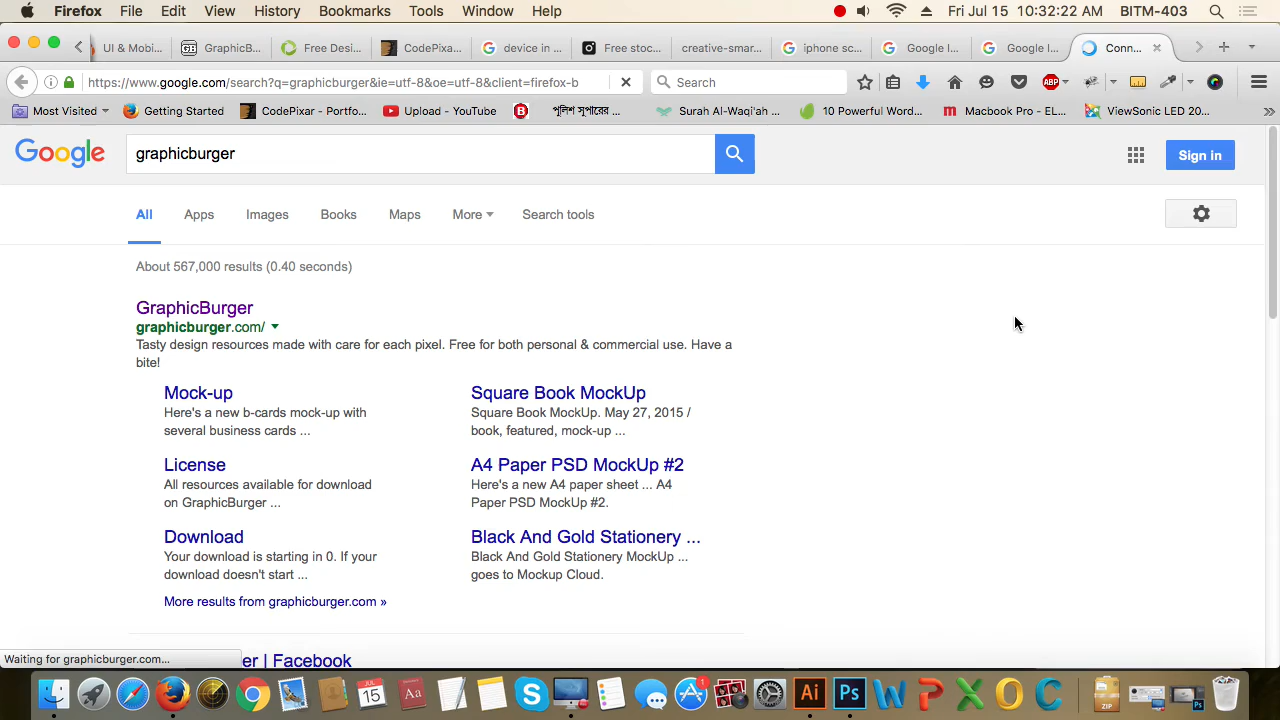 Firefox File Edit View History Bookmarks Tools Window Help Fri Jul 15 10:32:22 AM BITM-403
UI & Mobi... GraphicB... Free Desi... CodePixa... device in ... Free stoc... creative-smar... iphone sc... Google I... Google I... Conn...
https://www.google.com/search?q=graphicburger&ie=utf-8&oe=utf-8&client=firefox-b Search ABP
Most Visited Getting Started CodePixar - Portfo... Upload - YouTube B পুলিশ সুপারের ... Surah Al-Waqi'ah ... 10 Powerful Word... Macbook Pro - EL... ViewSonic LED 20...
Google graphicburger Sign in
All Apps Images Books Maps More Search tools
About 567,000 results (0.40 seconds)
GraphicBurger
graphicburger.com/
Tasty design resources made with care for each pixel. Free for both personal & commercial use. Have a
bite!
Mock-up
Here's a new b-cards mock-up with
several business cards ...
Square Book MockUp
Square Book MockUp. May 27, 2015 /
book, featured, mock-up ...
License
All resources available for download
on GraphicBurger ...
A4 Paper PSD MockUp #2
Here's a new A4 paper sheet ... A4
Paper PSD MockUp #2.
Download
Your download is starting in 0. If your
download doesn't start ...
Black And Gold Stationery ...
Black And Gold Stationery MockUp ...
goes to Mockup Cloud.
More results from graphicburger.com »
er | Facebook
Waiting for graphicburger.com...
JUL 15 Aa S 1 Ai Ps W P X O C ZIP